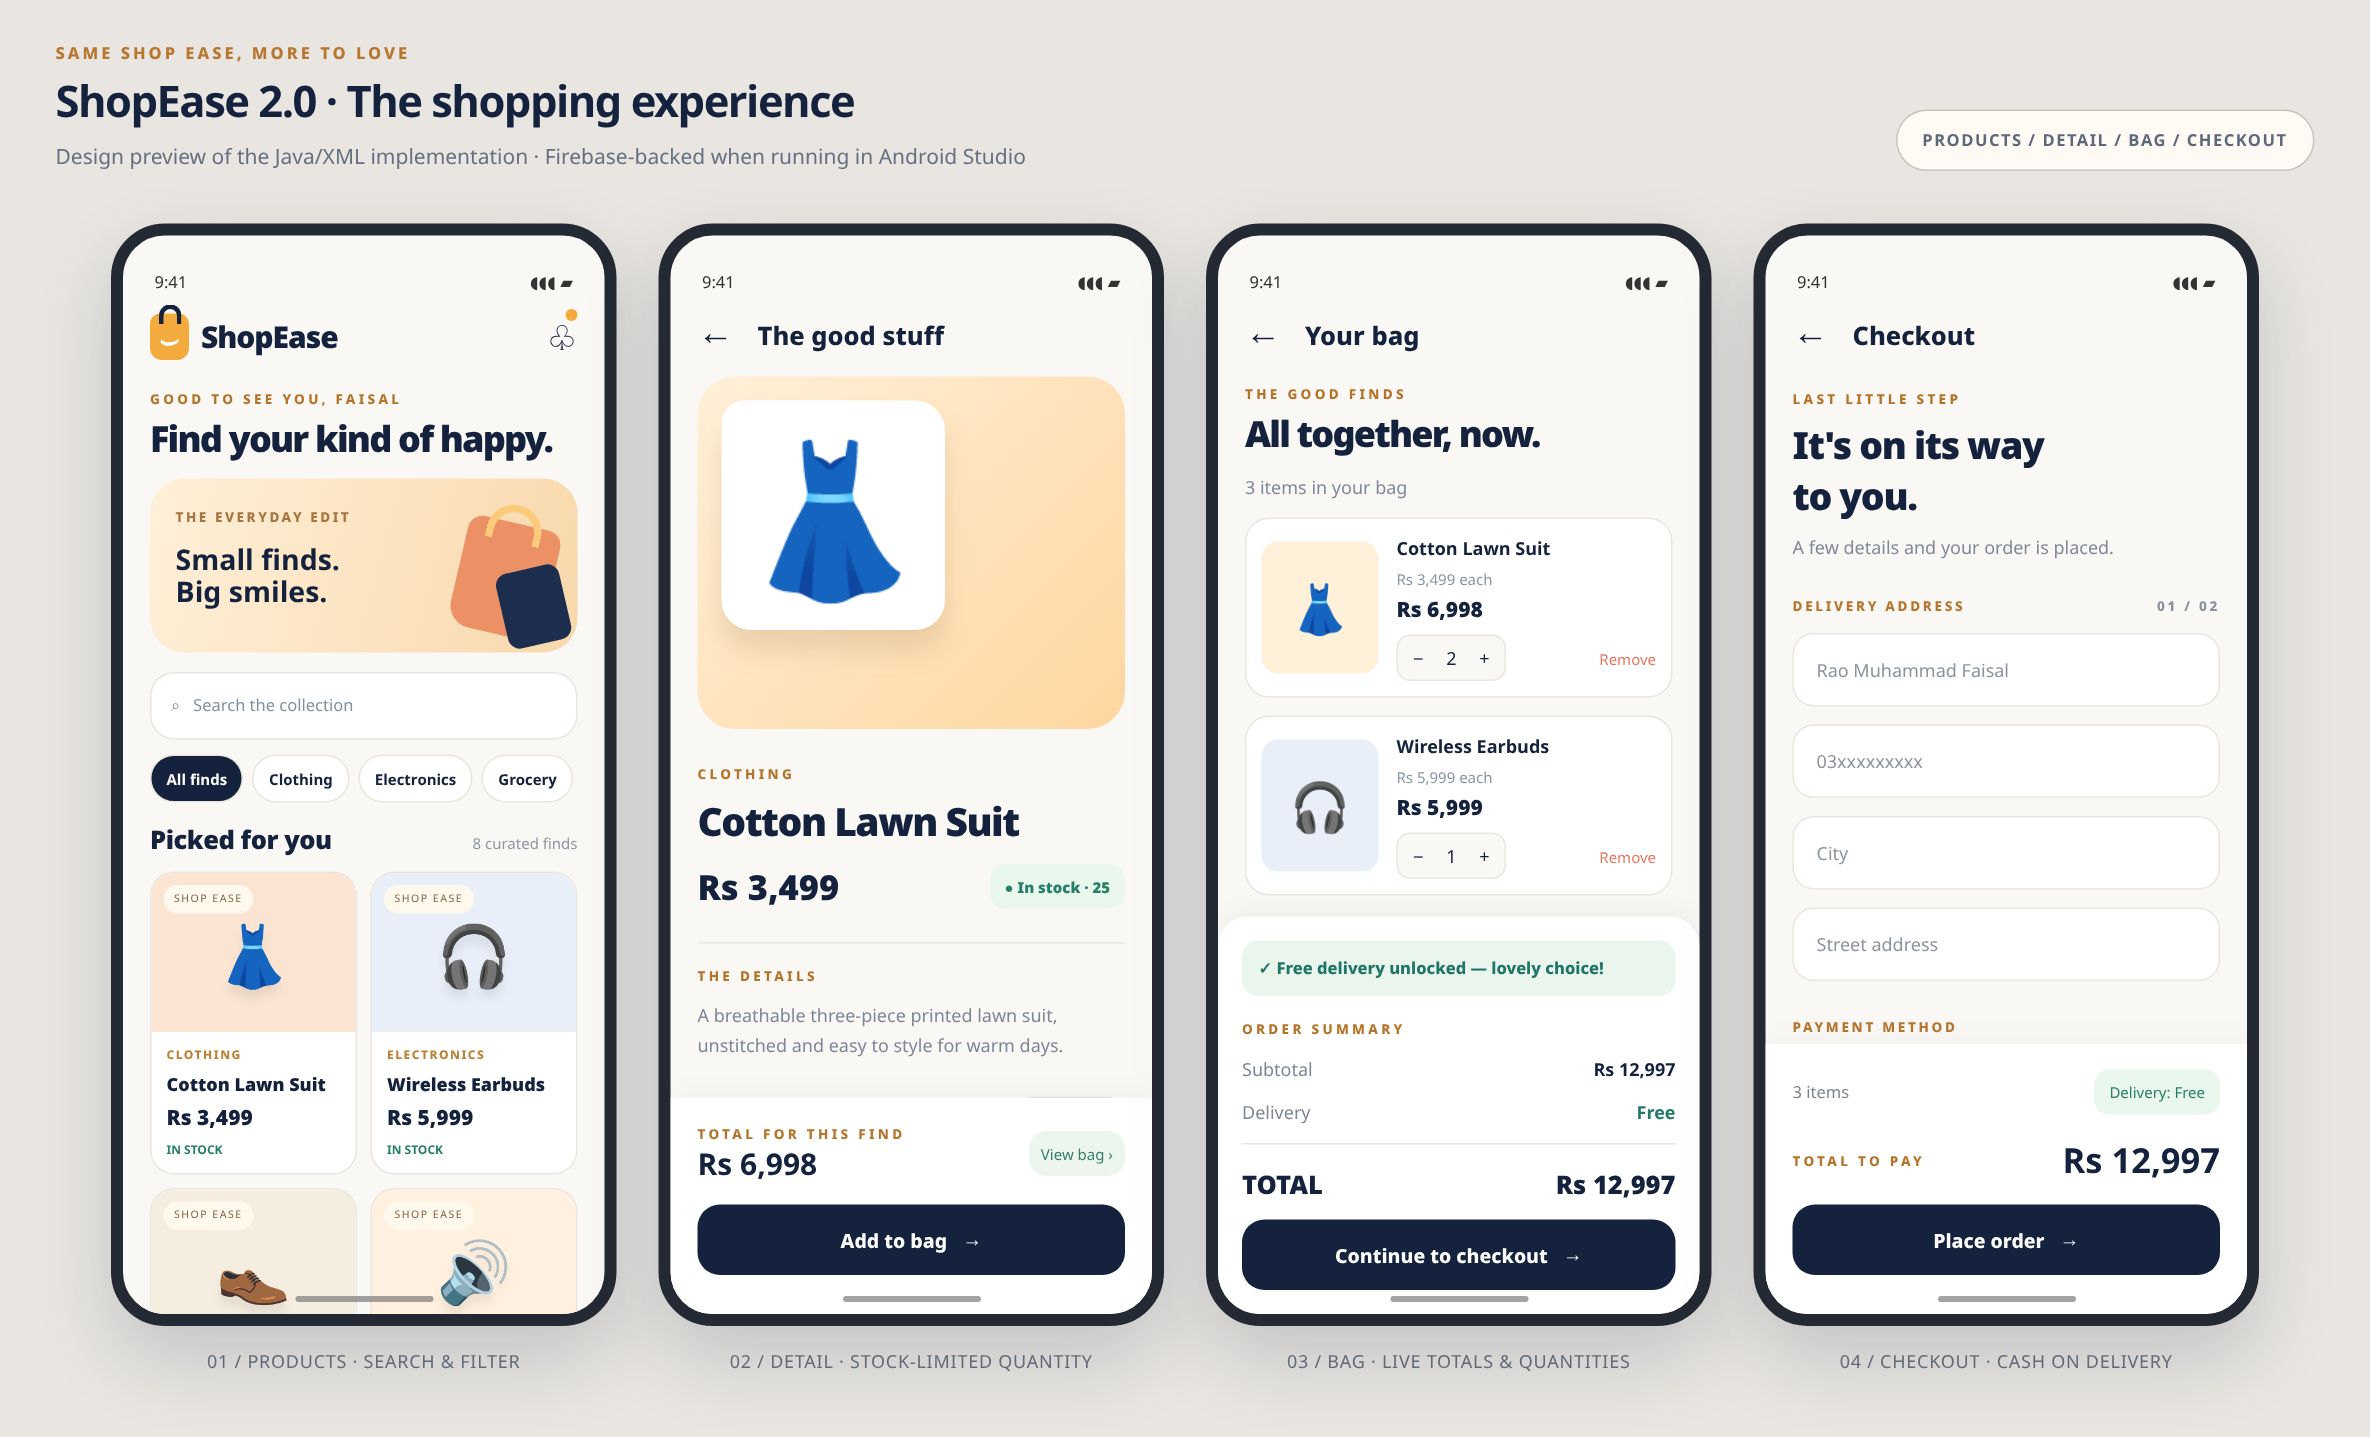 SAME SHOP EASE, MORE TO LOVE
ShopEase 2.0 · The shopping experience
Design preview of the Java/XML implementation · Firebase-backed when running in Android Studio
PRODUCTS / DETAIL / BAG / CHECKOUT
9:41
ShopEase
GOOD TO SEE YOU, FAISAL
Find your kind of happy.
THE EVERYDAY EDIT
Small finds.
Big smiles.
Search the collection
All finds
Clothing
Electronics
Grocery
Picked for you
8 curated finds
SHOP EASE
CLOTHING
Cotton Lawn Suit
Rs 3,499
IN STOCK
SHOP EASE
ELECTRONICS
Wireless Earbuds
Rs 5,999
IN STOCK
SHOP EASE
SHOP EASE
01 / PRODUCTS · SEARCH & FILTER
9:41
← The good stuff
CLOTHING
Cotton Lawn Suit
Rs 3,499
● In stock · 25
THE DETAILS
A breathable three-piece printed lawn suit,
unstitched and easy to style for warm days.
TOTAL FOR THIS FIND
Rs 6,998
View bag ›
Add to bag →
02 / DETAIL · STOCK-LIMITED QUANTITY
9:41
← Your bag
THE GOOD FINDS
All together, now.
3 items in your bag
Cotton Lawn Suit
Rs 3,499 each
Rs 6,998
− 2 +
Remove
Wireless Earbuds
Rs 5,999 each
Rs 5,999
− 1 +
Remove
✓ Free delivery unlocked — lovely choice!
ORDER SUMMARY
Subtotal Rs 12,997
Delivery Free
TOTAL Rs 12,997
Continue to checkout →
03 / BAG · LIVE TOTALS & QUANTITIES
9:41
← Checkout
LAST LITTLE STEP
It's on its way
to you.
A few details and your order is placed.
DELIVERY ADDRESS 01 / 02
Rao Muhammad Faisal
03xxxxxxxxx
City
Street address
PAYMENT METHOD
3 items
Delivery: Free
TOTAL TO PAY Rs 12,997
Place order →
04 / CHECKOUT · CASH ON DELIVERY